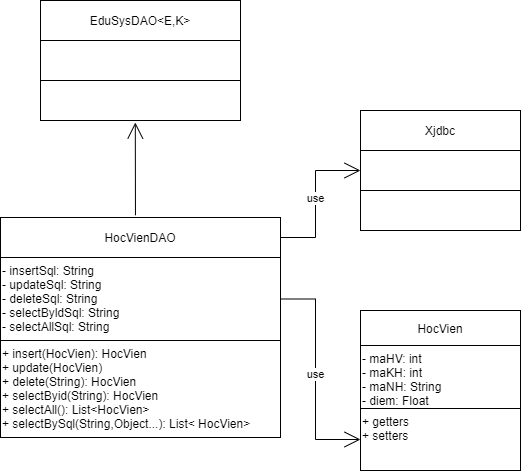 EduSysDAO<E,K>
Xjdbc
use
HocVienDAO
- insertSql: String
- updateSql: String
- deleteSql: String
- selectByIdSql: String
- selectAllSql: String
+ insert(HocVien): HocVien
+ update(HocVien)
+ delete(String): HocVien
+ selectByid(String): HocVien
+ selectAll(): List<HocVien>
+ selectBySql(String,Object...): List< HocVien>
use
HocVien
- maHV: int
- maKH: int
- maNH: String
- diem: Float
+ getters
+ setters